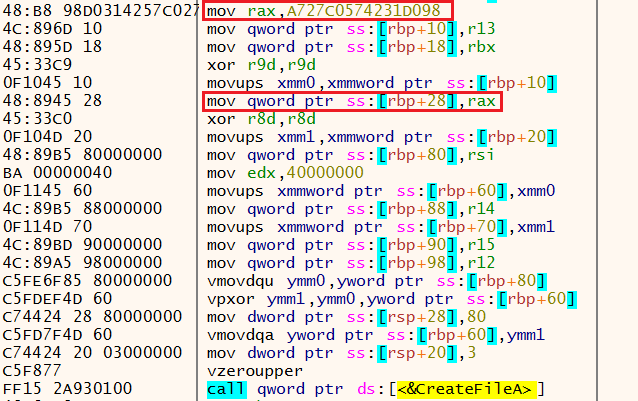 48:B8 98D0314257C027 mov rax,A727C0574231D098
4C:896D 10 mov qword ptr ss:[rbp+10],r13
48:895D 18 mov qword ptr ss:[rbp+18],rbx
45:33C9 xor r9d,r9d
0F1045 10 movups xmm0,xmmword ptr ss:[rbp+10]
48:8945 28 mov qword ptr ss:[rbp+28],rax
45:33C0 xor r8d,r8d
0F104D 20 movups xmm1,xmmword ptr ss:[rbp+20]
48:89B5 80000000 mov qword ptr ss:[rbp+80],rsi
BA 00000040 mov edx,40000000
0F1145 60 movups xmmword ptr ss:[rbp+60],xmm0
4C:89B5 88000000 mov qword ptr ss:[rbp+88],r14
0F114D 70 movups xmmword ptr ss:[rbp+70],xmm1
4C:89BD 90000000 mov qword ptr ss:[rbp+90],r15
4C:89A5 98000000 mov qword ptr ss:[rbp+98],r12
C5FE6F85 80000000 vmovdqu ymm0,yword ptr ss:[rbp+80]
C5FDEF4D 60 vpxor ymm1,ymm0,yword ptr ss:[rbp+60]
C74424 28 80000000 mov dword ptr ss:[rsp+28],80
C5FD7F4D 60 vmovdqa yword ptr ss:[rbp+60],ymm1
C74424 20 03000000 mov dword ptr ss:[rsp+20],3
C5F877 vzeroupper
FF15 2A930100 call qword ptr ds:[<&CreateFileA>]